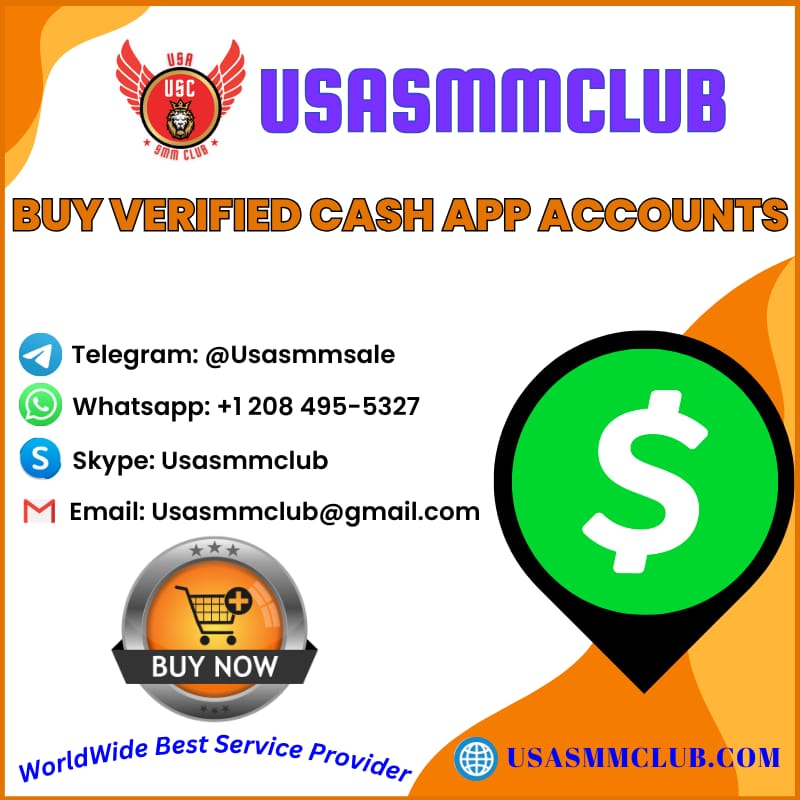 USA
USC
SMM CLUB
USASMMCLUB
BUY VERIFIED CASH APP ACCOUNTS
Telegram: @Usasmmsale
Whatsapp: +1 208 495-5327
S
Skype: Usasmmclub
Email: Usasmmclub@gmail.com
$
BUY NOW
WorldWide Best Service Provider
USASMMCLUB.COM